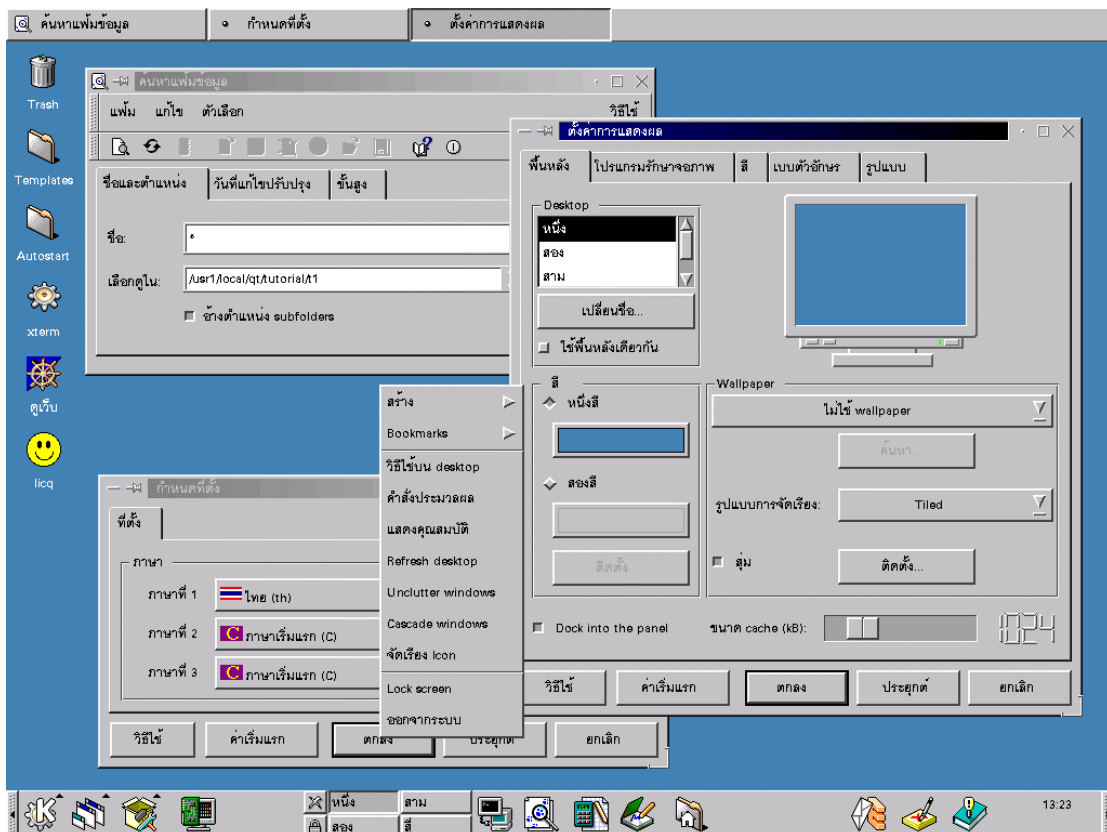 ค้นหาแฟ้มข้อมูล
กำหนดที่ตั้ง
ตั้งค่าการแสดงผล
Trash
Templates
Autostart
xterm
ดูเว็บ
licq
ค้นหาแฟ้มข้อมูล
แฟ้ม แก้ไข ตัวเลือก วิธีใช้
ชื่อและตำแหน่ง วันที่แก้ไขปรับปรุง ขั้นสูง
ชื่อ: *
เลือกดูใน: /usr1/local/qt/tutorial/t1
อ้างตำแหน่ง subfolders
ตั้งค่าการแสดงผล
พื้นหลัง โปรแกรมรักษาจอภาพ สี แบบตัวอักษร รูปแบบ
Desktop
หนึ่ง
สอง
สาม
เปลี่ยนชื่อ...
ใช้พื้นหลังเดียวกัน
สี
หนึ่งสี
สองสี
ติดตั้ง...
Wallpaper
ไม่ใช้ wallpaper
ค้นหา...
รูปแบบการจัดเรียง: Tiled
สุ่ม ติดตั้ง...
Dock into the panel ขนาด cache (kB): 1024
วิธีใช้ ค่าเริ่มแรก ตกลง ประยุกต์ ยกเลิก
สร้าง
Bookmarks
วิธีใช้บน desktop
คำสั่งประมวลผล
แสดงคุณสมบัติ
Refresh desktop
Unclutter windows
Cascade windows
จัดเรียง Icon
Lock screen
ออกจากระบบ
กำหนดที่ตั้ง
ที่ตั้ง
ภาษา
ภาษาที่ 1 ไทย (th)
ภาษาที่ 2 C ภาษาเริ่มแรก (C)
ภาษาที่ 3 C ภาษาเริ่มแรก (C)
วิธีใช้ ค่าเริ่มแรก ตกลง ประยุกต์ ยกเลิก
หนึ่ง สาม
สอง สี่
13:23